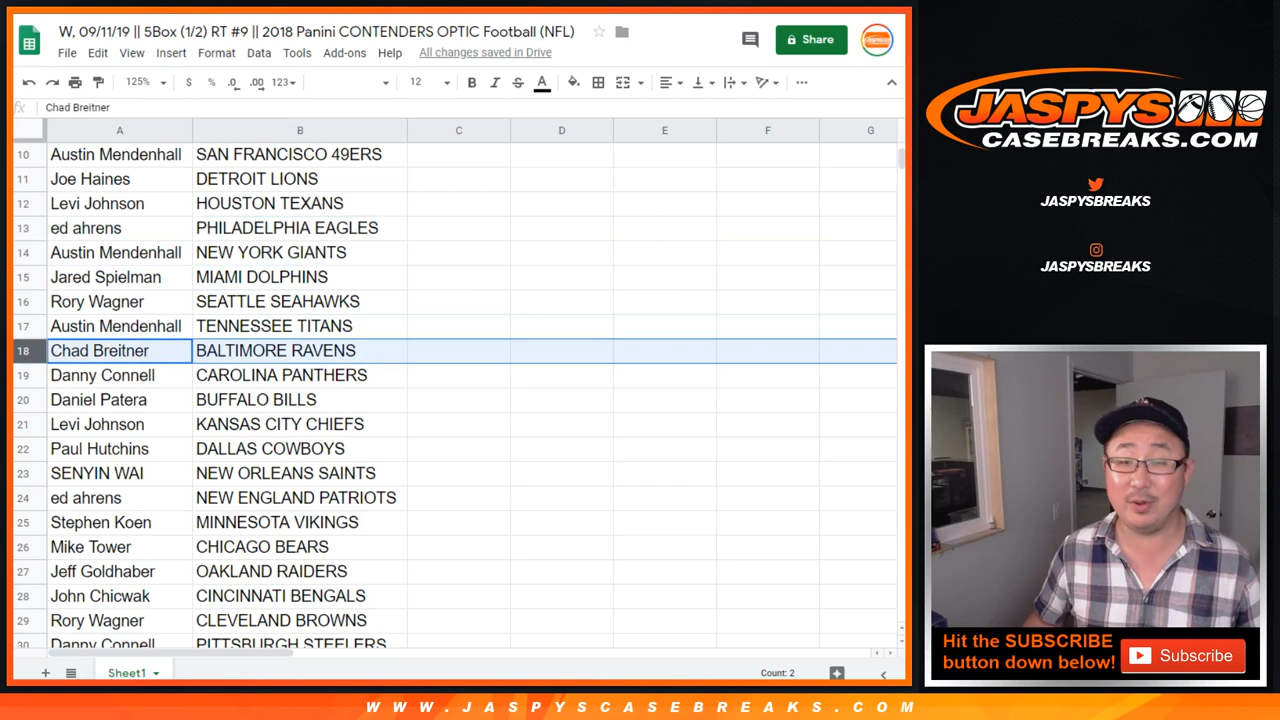 W, 09/11/19 || 5Box (1/2) RT #9 || 2018 Panini CONTENDERS OPTIC Football (NFL)
File Edit View Insert Format Data Tools Add-ons Help All changes saved in Drive
Share
125% $ % .0 .00 123 12 B I S A
fx Chad Breitner
A B C D E F G
10 Austin Mendenhall SAN FRANCISCO 49ERS
11 Joe Haines DETROIT LIONS
12 Levi Johnson HOUSTON TEXANS
13 ed ahrens PHILADELPHIA EAGLES
14 Austin Mendenhall NEW YORK GIANTS
15 Jared Spielman MIAMI DOLPHINS
16 Rory Wagner SEATTLE SEAHAWKS
17 Austin Mendenhall TENNESSEE TITANS
18 Chad Breitner BALTIMORE RAVENS
19 Danny Connell CAROLINA PANTHERS
20 Daniel Patera BUFFALO BILLS
21 Levi Johnson KANSAS CITY CHIEFS
22 Paul Hutchins DALLAS COWBOYS
23 SENYIN WAI NEW ORLEANS SAINTS
24 ed ahrens NEW ENGLAND PATRIOTS
25 Stephen Koen MINNESOTA VIKINGS
26 Mike Tower CHICAGO BEARS
27 Jeff Goldhaber OAKLAND RAIDERS
28 John Chicwak CINCINNATI BENGALS
29 Rory Wagner CLEVELAND BROWNS
30 Danny Connell PITTSBURGH STEELERS
Sheet1
Count: 2
JASPYS
CASEBREAKS.COM
JASPYSBREAKS
JASPYSBREAKS
Hit the SUBSCRIBE
button down below!
Subscribe
WWW.JASPYSCASEBREAKS.COM